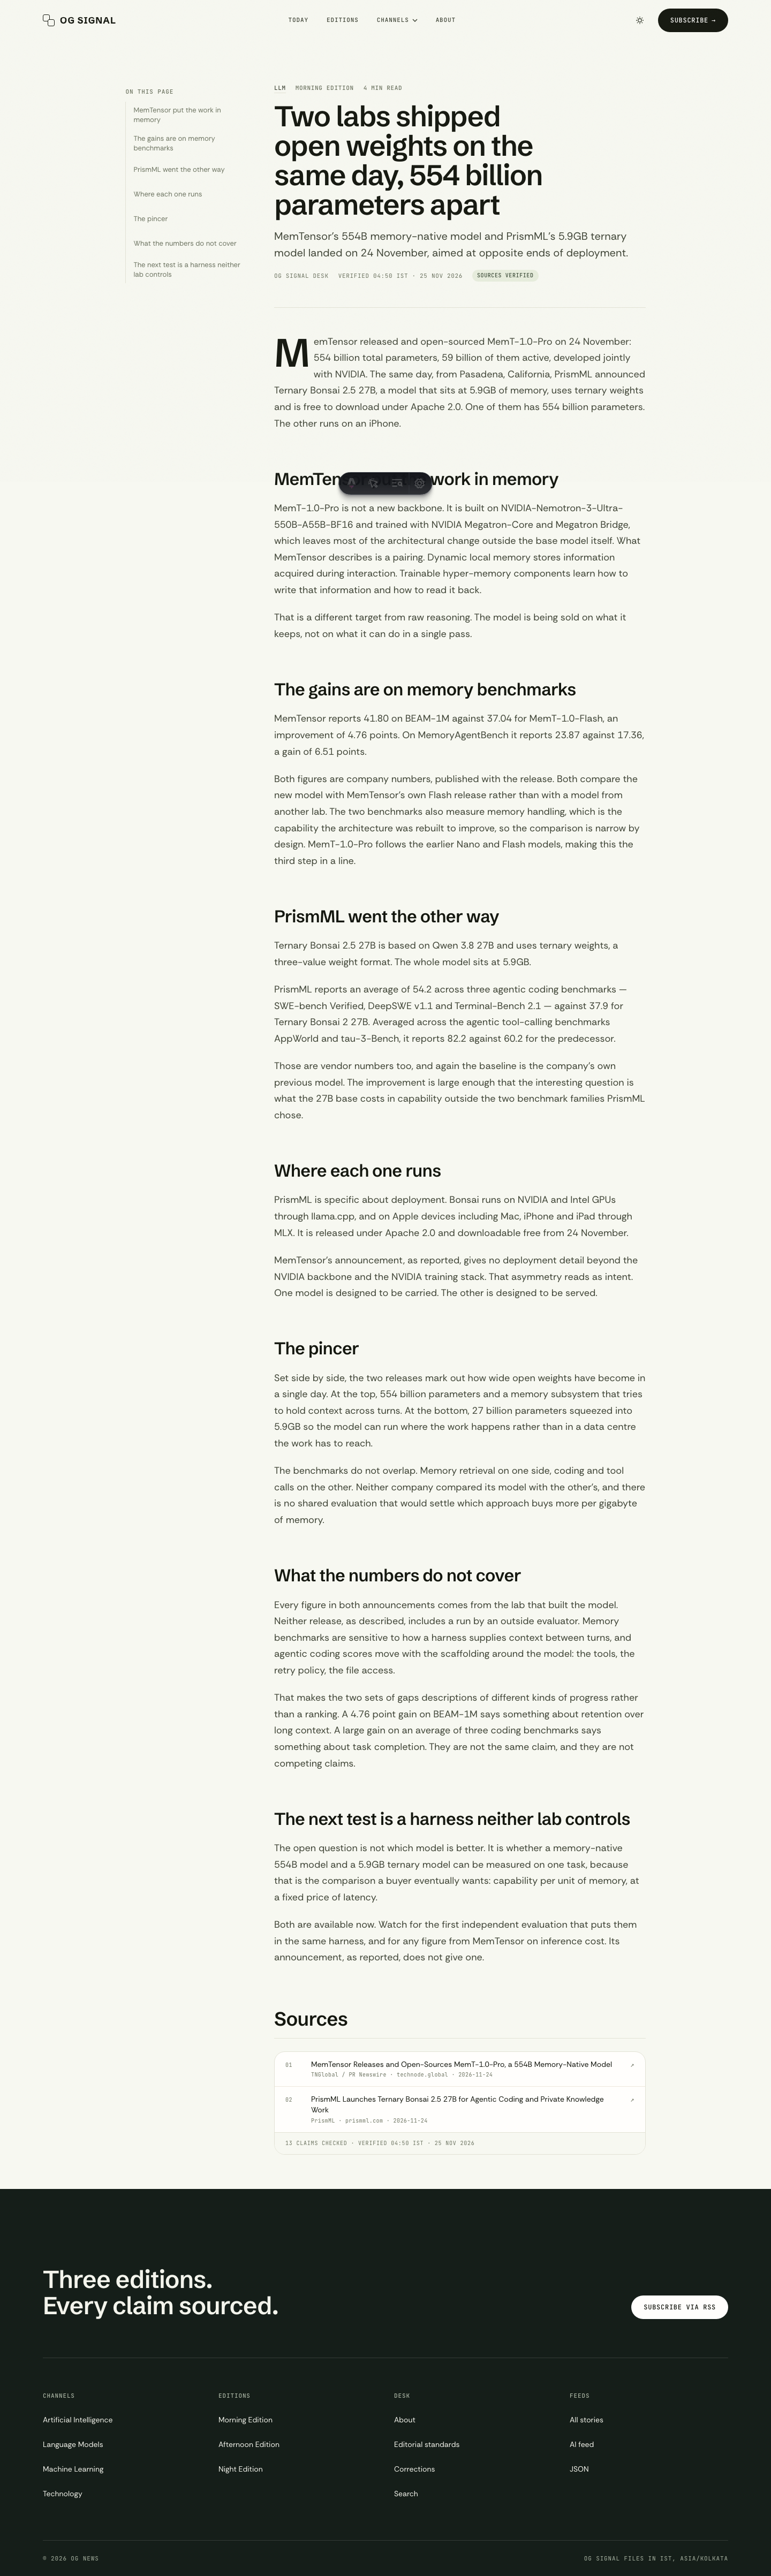 OG SIGNAL
TODAY
EDITIONS
CHANNELS
ABOUT
SUBSCRIBE →
ON THIS PAGE
MemTensor put the work in
memory
The gains are on memory
benchmarks
PrismML went the other way
Where each one runs
The pincer
What the numbers do not cover
The next test is a harness neither
lab controls
LLM MORNING EDITION 4 MIN READ
Two labs shipped
open weights on the
same day, 554 billion
parameters apart
MemTensor's 554B memory-native model and PrismML's 5.9GB ternary
model landed on 24 November, aimed at opposite ends of deployment.
OG SIGNAL DESK VERIFIED 04:50 IST · 25 NOV 2026 SOURCES VERIFIED
MemTensor released and open-sourced MemT-1.0-Pro on 24 November:
554 billion total parameters, 59 billion of them active, developed jointly
with NVIDIA. The same day, from Pasadena, California, PrismML announced
Ternary Bonsai 2.5 27B, a model that sits at 5.9GB of memory, uses ternary weights
and is free to download under Apache 2.0. One of them has 554 billion parameters.
The other runs on an iPhone.
MemTen work in memory
MemT-1.0-Pro is not a new backbone. It is built on NVIDIA-Nemotron-3-Ultra-
550B-A55B-BF16 and trained with NVIDIA Megatron-Core and Megatron Bridge,
which leaves most of the architectural change outside the base model itself. What
MemTensor describes is a pairing. Dynamic local memory stores information
acquired during interaction. Trainable hyper-memory components learn how to
write that information and how to read it back.
That is a different target from raw reasoning. The model is being sold on what it
keeps, not on what it can do in a single pass.
The gains are on memory benchmarks
MemTensor reports 41.80 on BEAM-1M against 37.04 for MemT-1.0-Flash, an
improvement of 4.76 points. On MemoryAgentBench it reports 23.87 against 17.36,
a gain of 6.51 points.
Both figures are company numbers, published with the release. Both compare the
new model with MemTensor's own Flash release rather than with a model from
another lab. The two benchmarks also measure memory handling, which is the
capability the architecture was rebuilt to improve, so the comparison is narrow by
design. MemT-1.0-Pro follows the earlier Nano and Flash models, making this the
third step in a line.
PrismML went the other way
Ternary Bonsai 2.5 27B is based on Qwen 3.8 27B and uses ternary weights, a
three-value weight format. The whole model sits at 5.9GB.
PrismML reports an average of 54.2 across three agentic coding benchmarks —
SWE-bench Verified, DeepSWE v1.1 and Terminal-Bench 2.1 — against 37.9 for
Ternary Bonsai 2 27B. Averaged across the agentic tool-calling benchmarks
AppWorld and tau-3-Bench, it reports 82.2 against 60.2 for the predecessor.
Those are vendor numbers too, and again the baseline is the company's own
previous model. The improvement is large enough that the interesting question is
what the 27B base costs in capability outside the two benchmark families PrismML
chose.
Where each one runs
PrismML is specific about deployment. Bonsai runs on NVIDIA and Intel GPUs
through llama.cpp, and on Apple devices including Mac, iPhone and iPad through
MLX. It is released under Apache 2.0 and downloadable free from 24 November.
MemTensor's announcement, as reported, gives no deployment detail beyond the
NVIDIA backbone and the NVIDIA training stack. That asymmetry reads as intent.
One model is designed to be carried. The other is designed to be served.
The pincer
Set side by side, the two releases mark out how wide open weights have become in
a single day. At the top, 554 billion parameters and a memory subsystem that tries
to hold context across turns. At the bottom, 27 billion parameters squeezed into
5.9GB so the model can run where the work happens rather than in a data centre
the work has to reach.
The benchmarks do not overlap. Memory retrieval on one side, coding and tool
calls on the other. Neither company compared its model with the other's, and there
is no shared evaluation that would settle which approach buys more per gigabyte
of memory.
What the numbers do not cover
Every figure in both announcements comes from the lab that built the model.
Neither release, as described, includes a run by an outside evaluator. Memory
benchmarks are sensitive to how a harness supplies context between turns, and
agentic coding scores move with the scaffolding around the model: the tools, the
retry policy, the file access.
That makes the two sets of gaps descriptions of different kinds of progress rather
than a ranking. A 4.76 point gain on BEAM-1M says something about retention over
long context. A large gain on an average of three coding benchmarks says
something about task completion. They are not the same claim, and they are not
competing claims.
The next test is a harness neither lab controls
The open question is not which model is better. It is whether a memory-native
554B model and a 5.9GB ternary model can be measured on one task, because
that is the comparison a buyer eventually wants: capability per unit of memory, at
a fixed price of latency.
Both are available now. Watch for the first independent evaluation that puts them
in the same harness, and for any figure from MemTensor on inference cost. Its
announcement, as reported, does not give one.
Sources
01 MemTensor Releases and Open-Sources MemT-1.0-Pro, a 554B Memory-Native Model ↗
TNGlobal / PR Newswire · technode.global · 2026-11-24
02 PrismML Launches Ternary Bonsai 2.5 27B for Agentic Coding and Private Knowledge ↗
Work
PrismML · prismml.com · 2026-11-24
13 CLAIMS CHECKED · VERIFIED 04:50 IST · 25 NOV 2026
Three editions.
Every claim sourced.
SUBSCRIBE VIA RSS
CHANNELS
Artificial Intelligence
Language Models
Machine Learning
Technology
EDITIONS
Morning Edition
Afternoon Edition
Night Edition
DESK
About
Editorial standards
Corrections
Search
FEEDS
All stories
AI feed
JSON
© 2026 OG NEWS
OG SIGNAL FILES IN IST, ASIA/KOLKATA